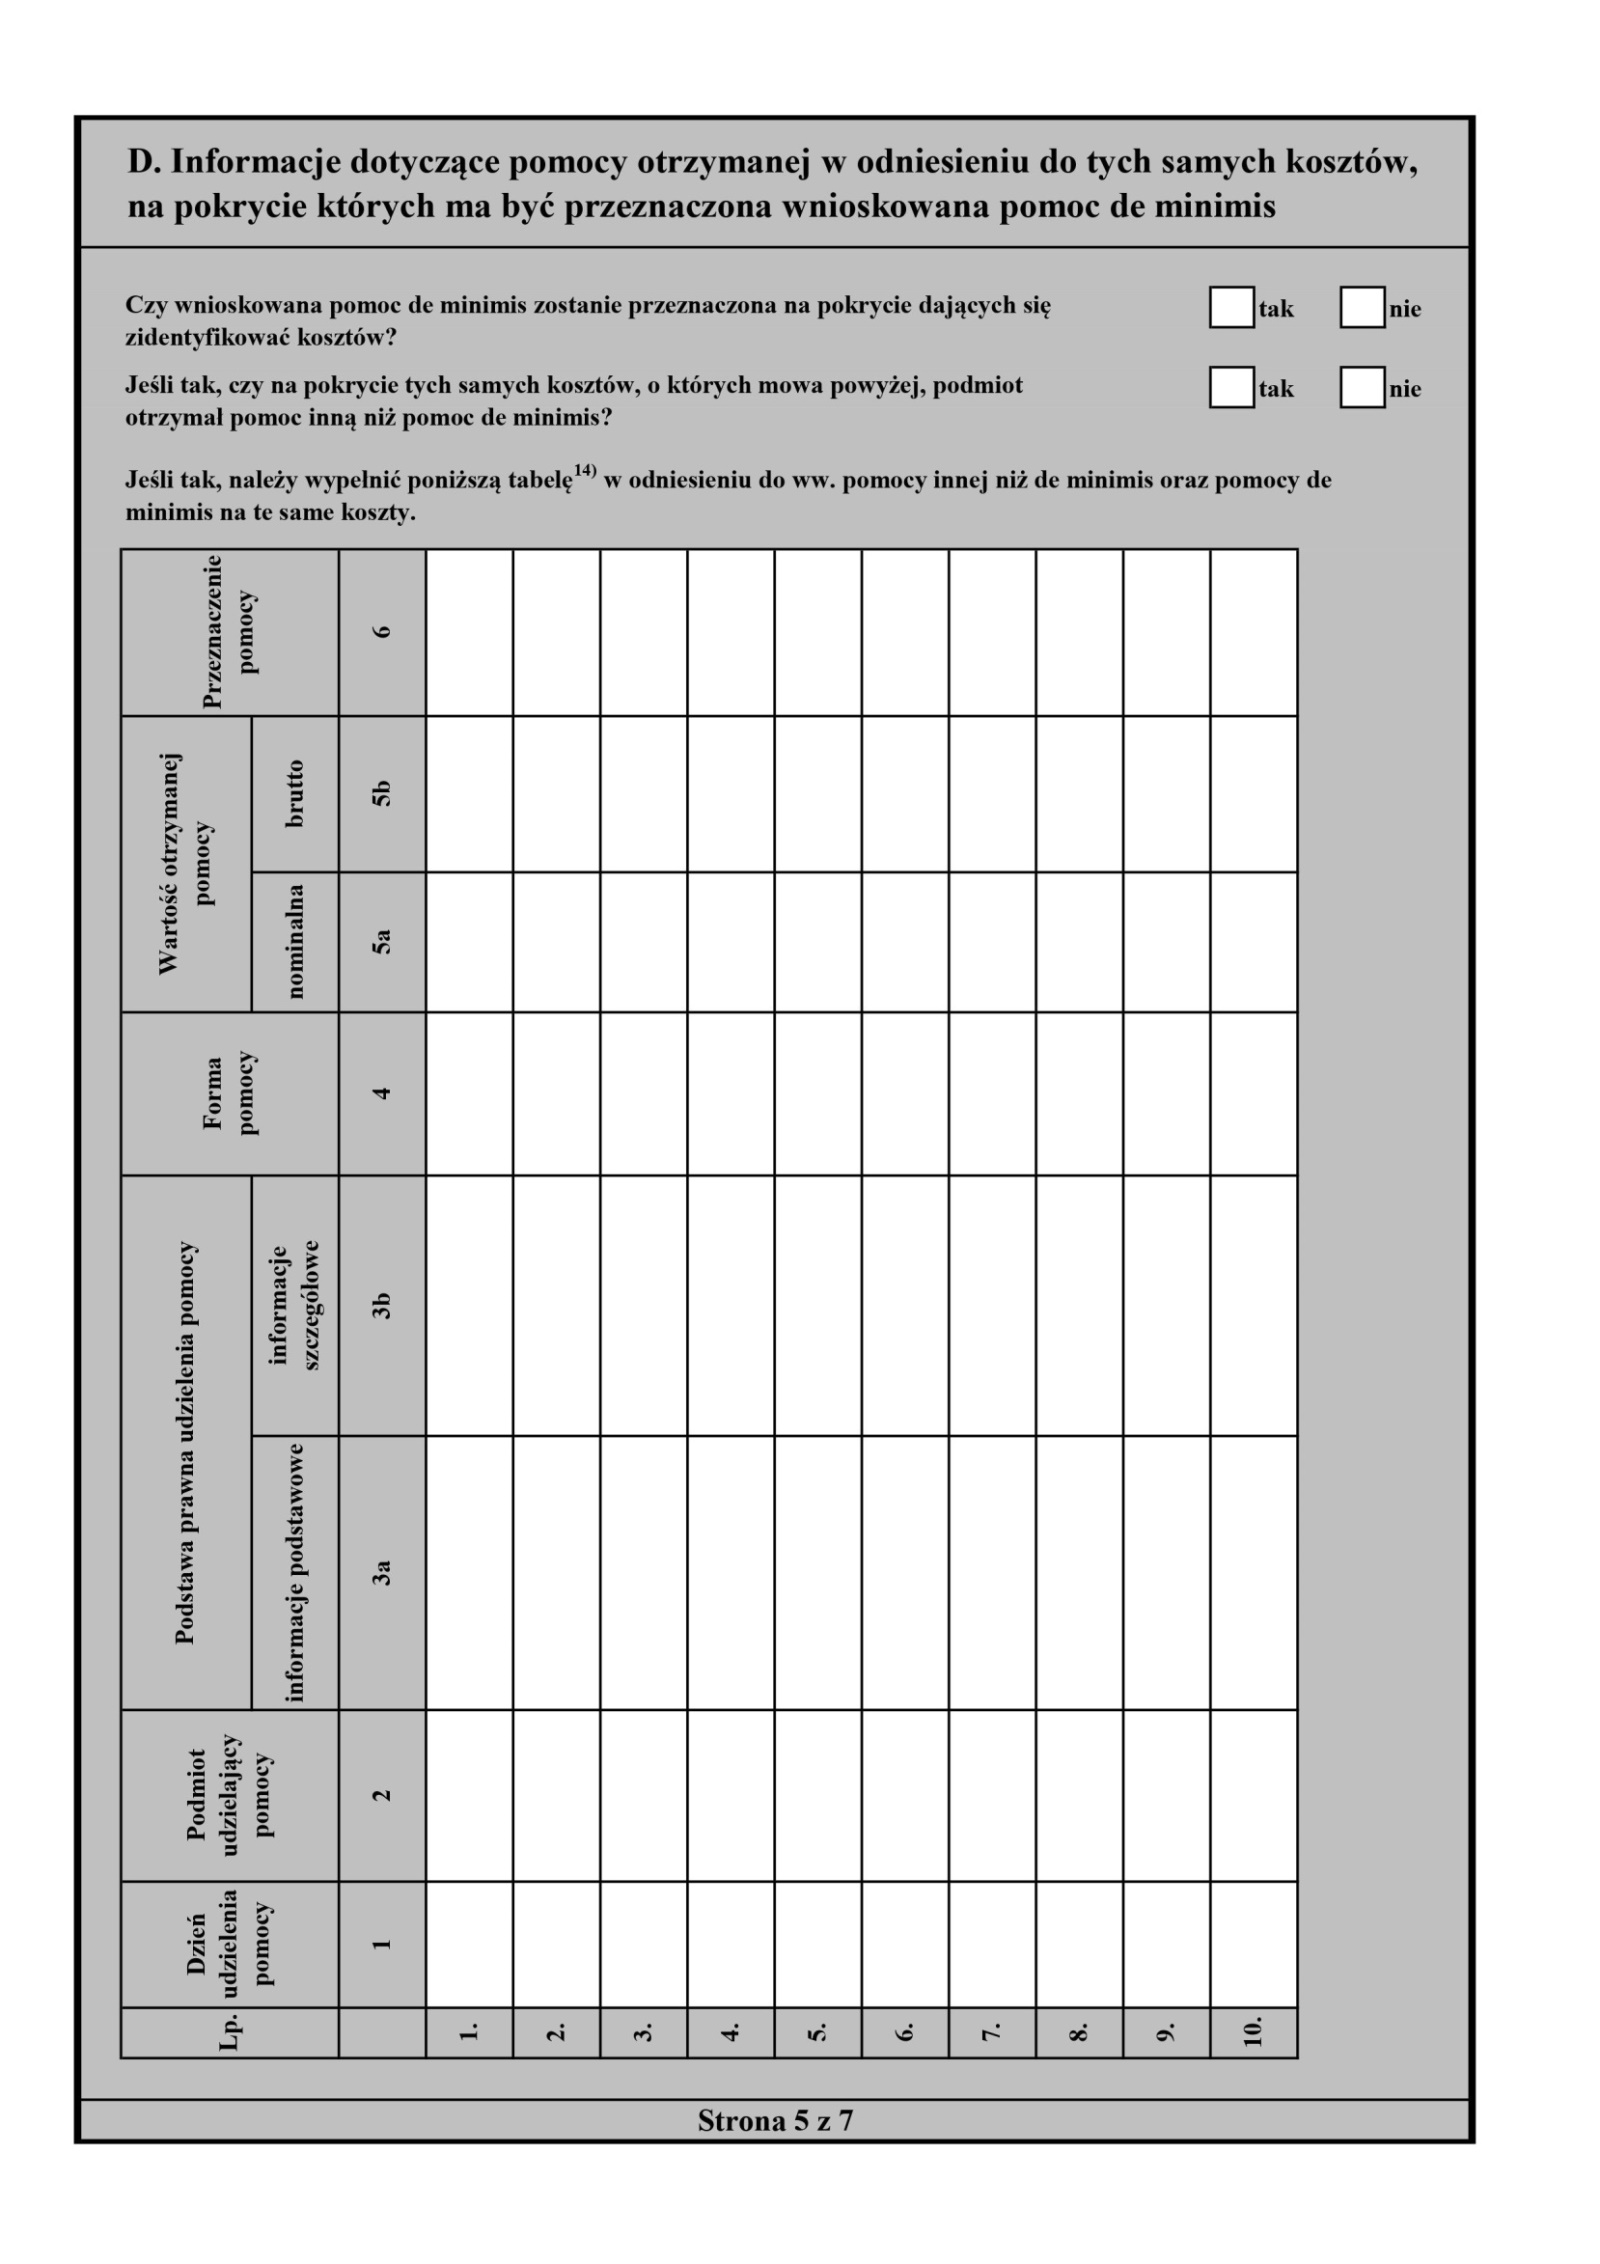 D. Informacje dotyczące pomocy otrzymanej w odniesieniu do tych samych kosztów,
na pokrycie których ma być przeznaczona wnioskowana pomoc de minimis
Czy wnioskowana pomoc de minimis zostanie przeznaczona na pokrycie dających się
zidentyfikować kosztów?
tak
nie
Jeśli tak, czy na pokrycie tych samych kosztów, o których mowa powyżej, podmiot
otrzymał pomoc inną niż pomoc de minimis?
tak
nie
Jeśli tak, należy wypełnić poniższą tabelę14) w odniesieniu do ww. pomocy innej niż de minimis oraz pomocy de
minimis na te same koszty.
Lp.
Dzień
udzielenia
pomocy
Podmiot
udzielający
pomocy
Podstawa prawna udzielenia pomocy
informacje podstawowe
informacje
szczegółowe
Forma
pomocy
Wartość otrzymanej
pomocy
nominalna
brutto
Przeznaczenie
pomocy
1
2
3a
3b
4
5a
5b
6
1.
2.
3.
4.
5.
6.
7.
8.
9.
10.
Strona 5 z 7